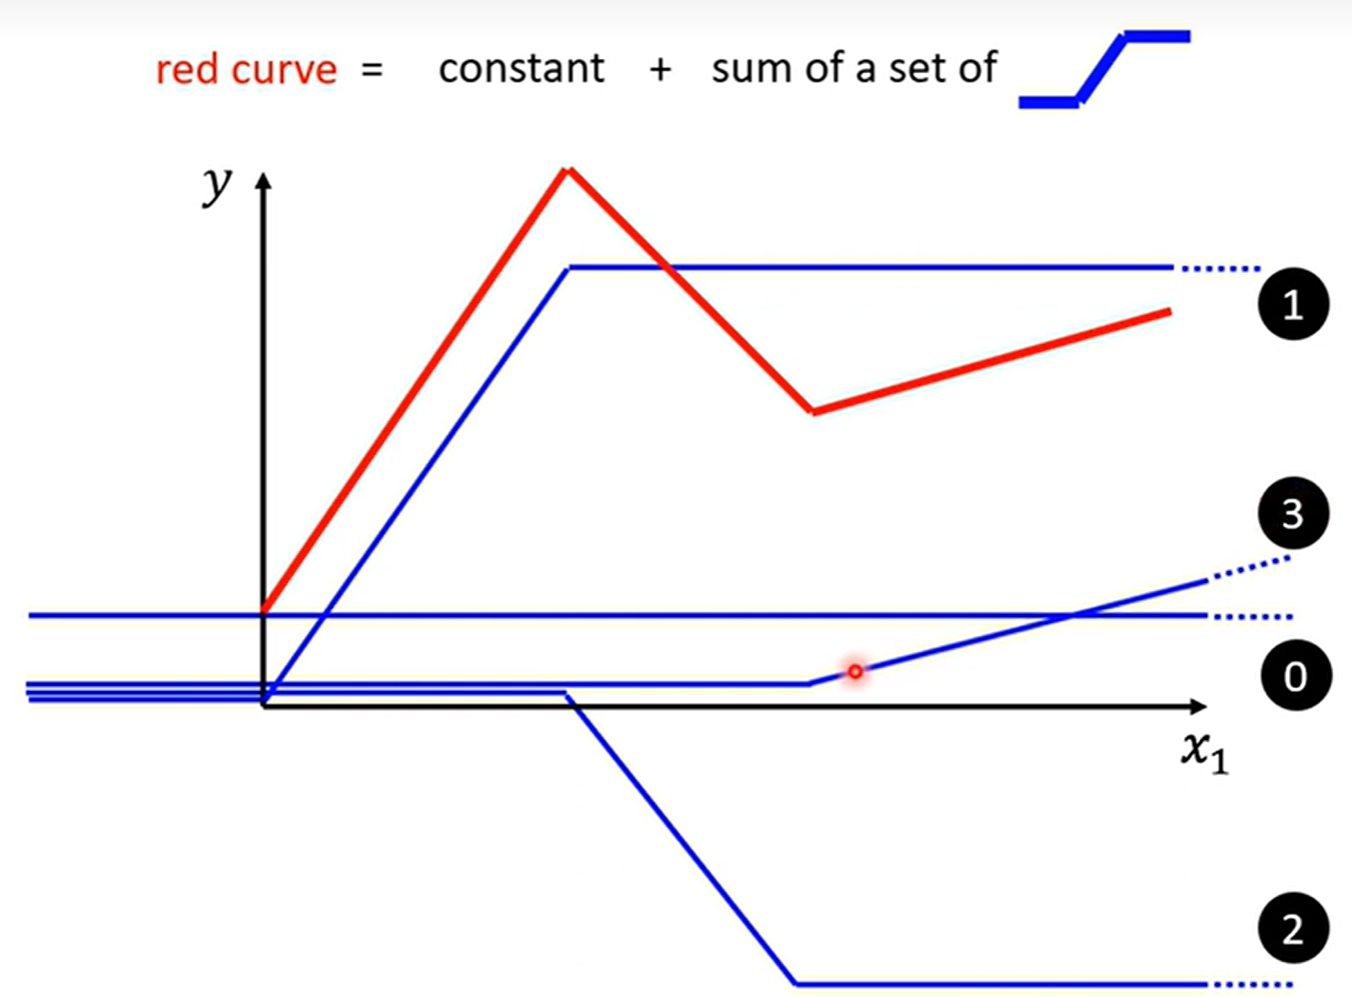 red curve = constant + sum of a set of
y
1
3
0
x₁
2